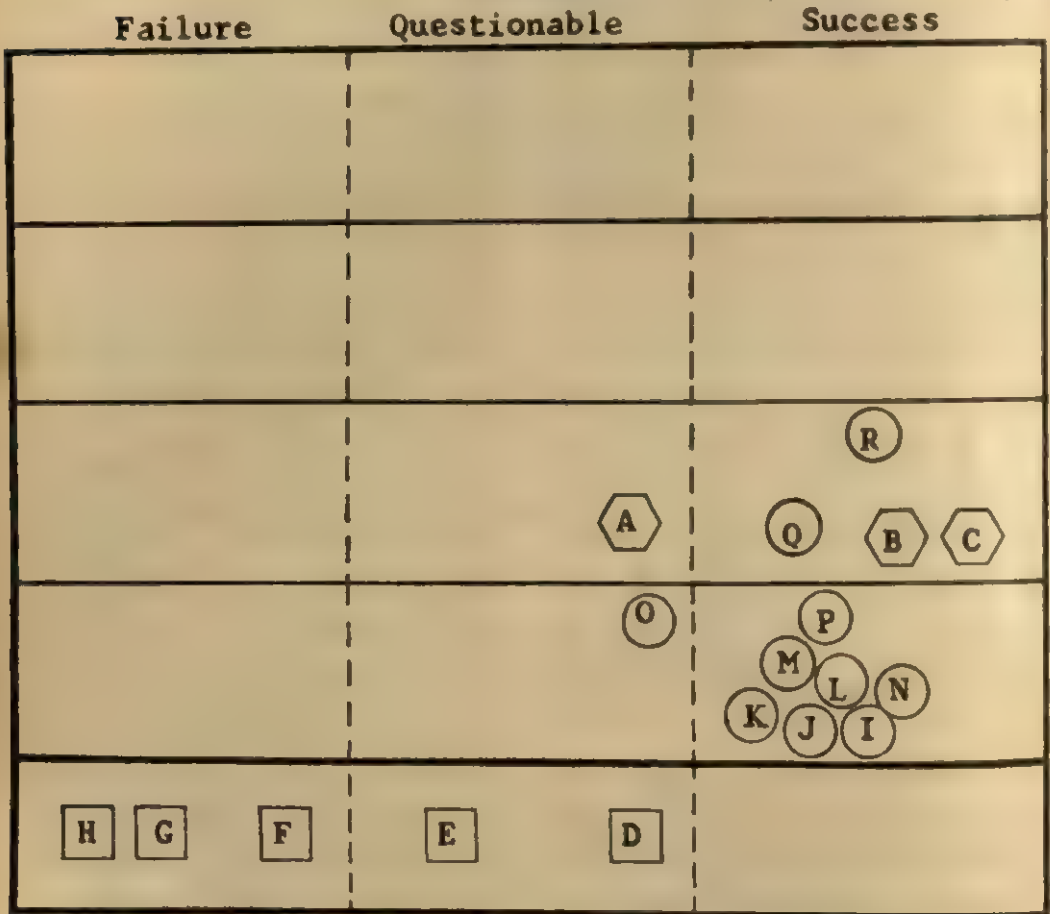 Failure Questionable Success
R
A Q B C
O P
M L N
K J I
H G F E D